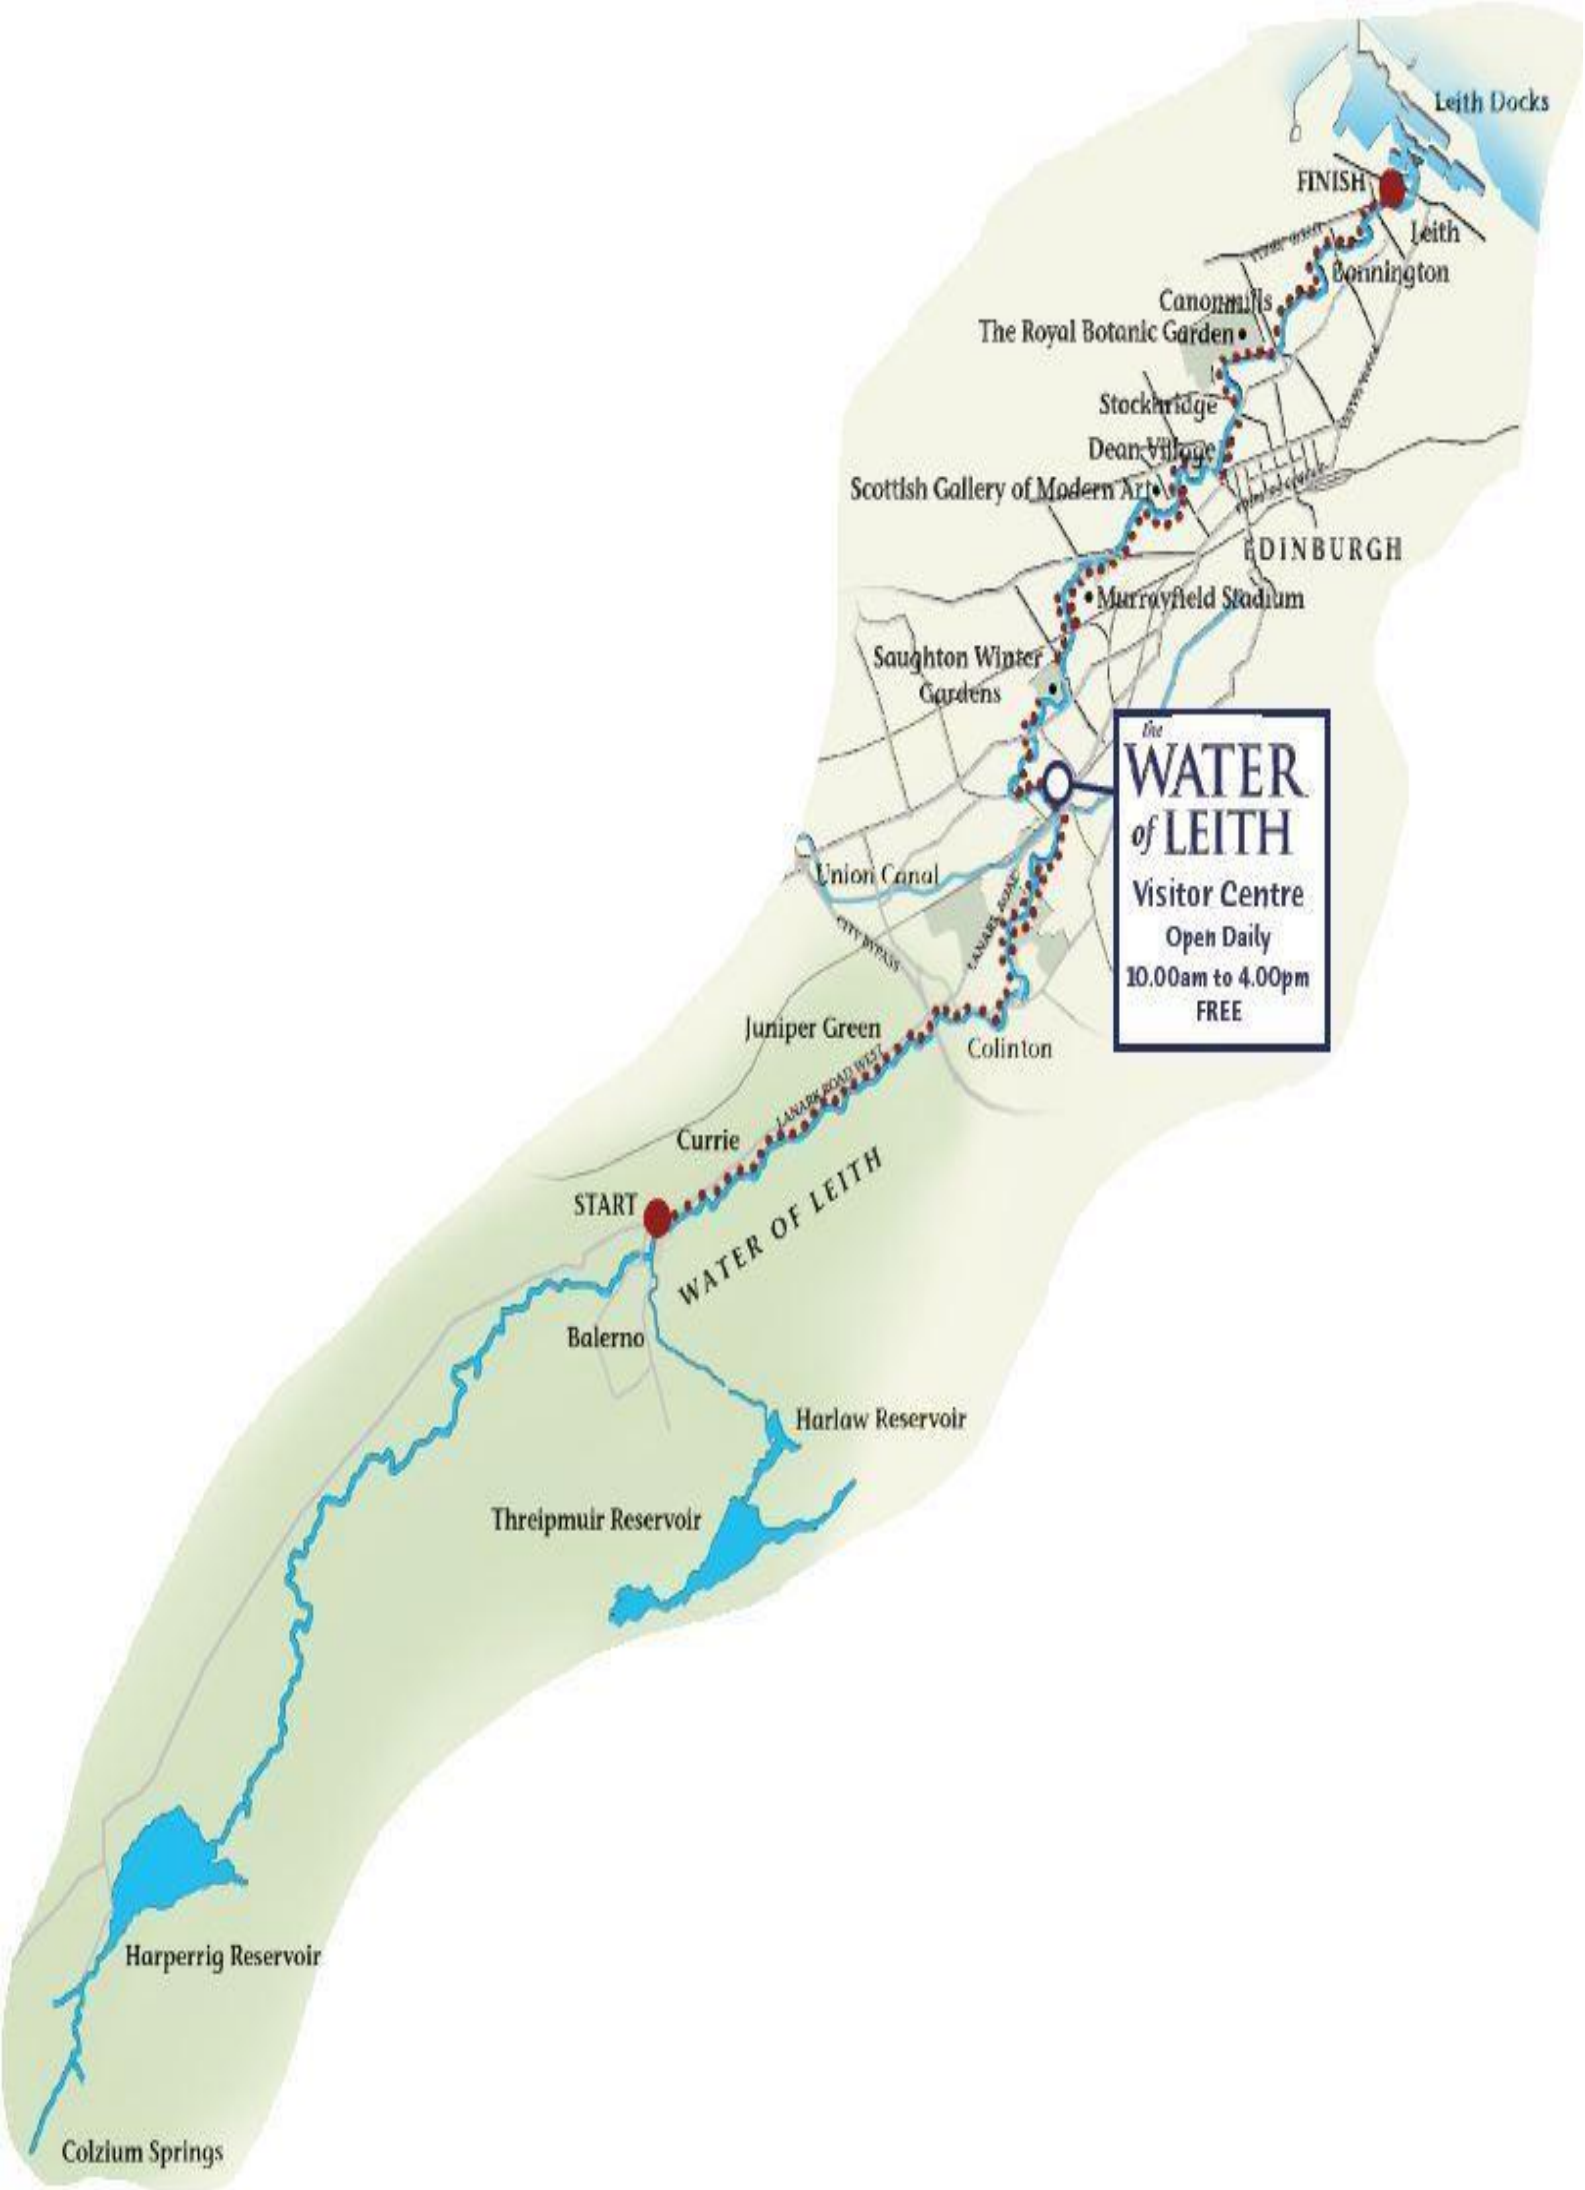 Leith Docks
FINISH
Leith
Bonnington
Canonmills
The Royal Botanic Garden
Stockbridge
Dean Village
Scottish Gallery of Modern Art
EDINBURGH
Murrayfield Stadium
Saughton Winter
Gardens
the
WATER
of LEITH
Visitor Centre
Open Daily
10.00am to 4.00pm
FREE
Union Canal
LANARK ROAD
CITY BYPASS
Juniper Green
Colinton
LANARK ROAD WEST
Currie
WATER OF LEITH
START
Balerno
Harlaw Reservoir
Threipmuir Reservoir
Harperrig Reservoir
Colzium Springs